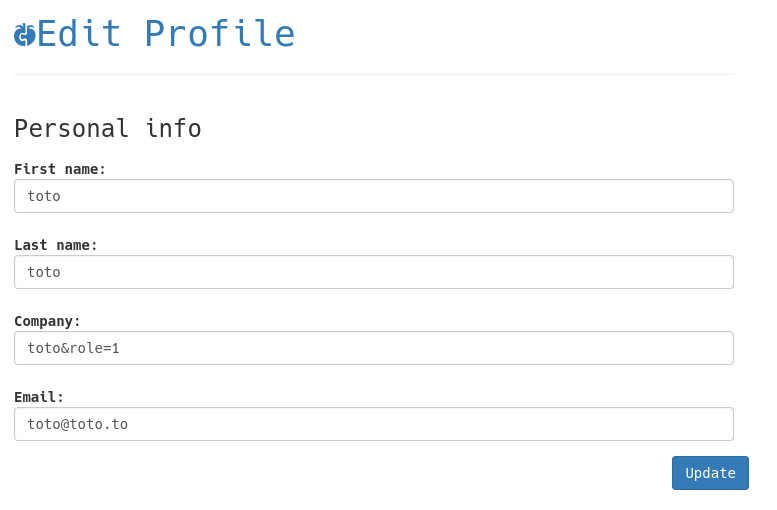 Edit Profile
Personal info
First name:
toto
Last name:
toto
Company:
toto&role=1
Email:
toto@toto.to
Update